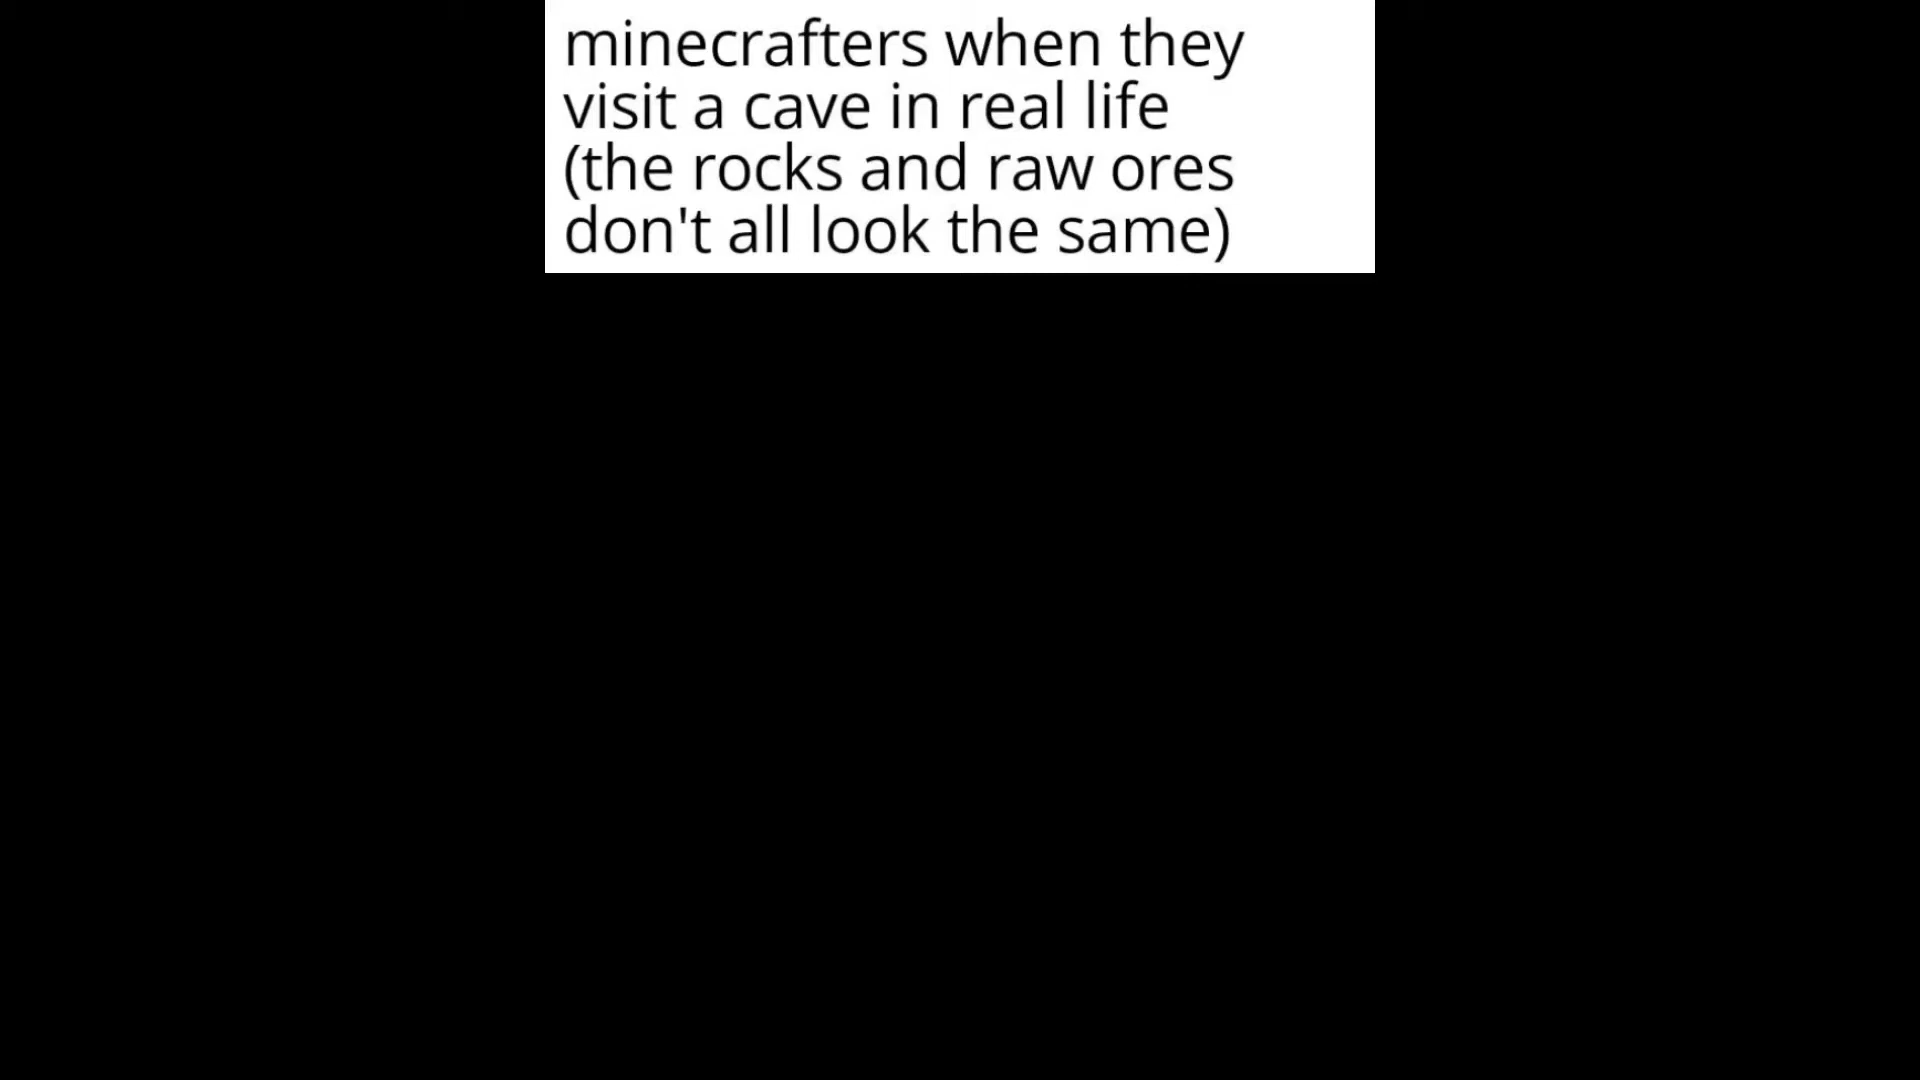 minecrafters when they
visit a cave in real life
(the rocks and raw ores
don't all look the same)